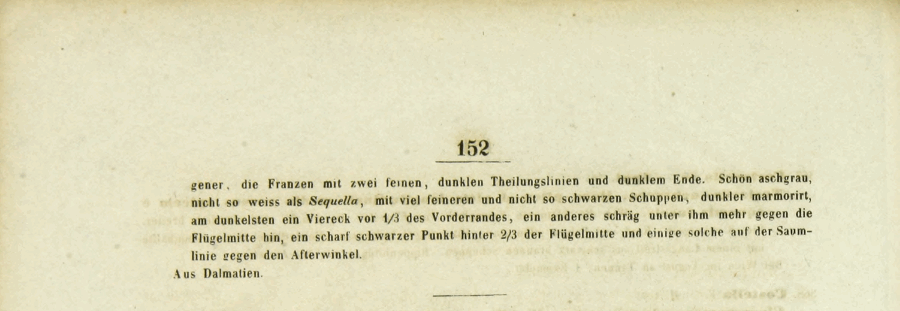 152
gener, die Franzen mit zwei feinen, dunklen Theilungslinien und dunklem Ende. Schön aschgrau,
nicht so weiss als Sequella, mit viel feineren und nicht so schwarzen Schuppen, dunkler marmorirt,
am dunkelsten ein Viereck vor 1/3 des Vorderrandes, ein anderes schräg unter ihm mehr gegen die
Flügelmitte hin, ein scharf schwarzer Punkt hinter 2/3 der Flügelmitte und einige solche auf der Saum-
linie gegen den Afterwinkel.
Aus Dalmatien.